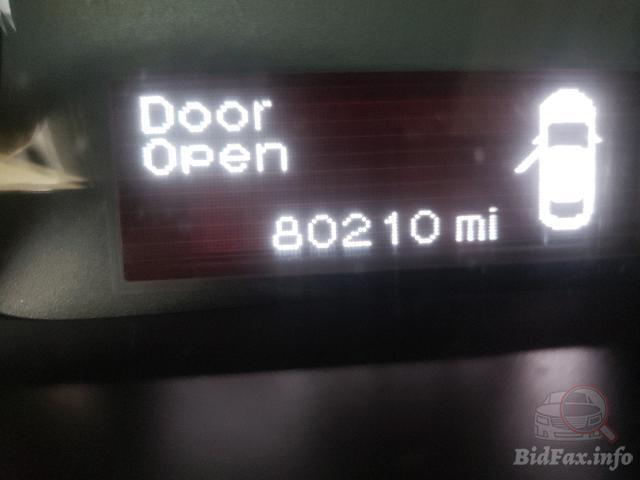 Door
Open
80210 mi
BidFax.info